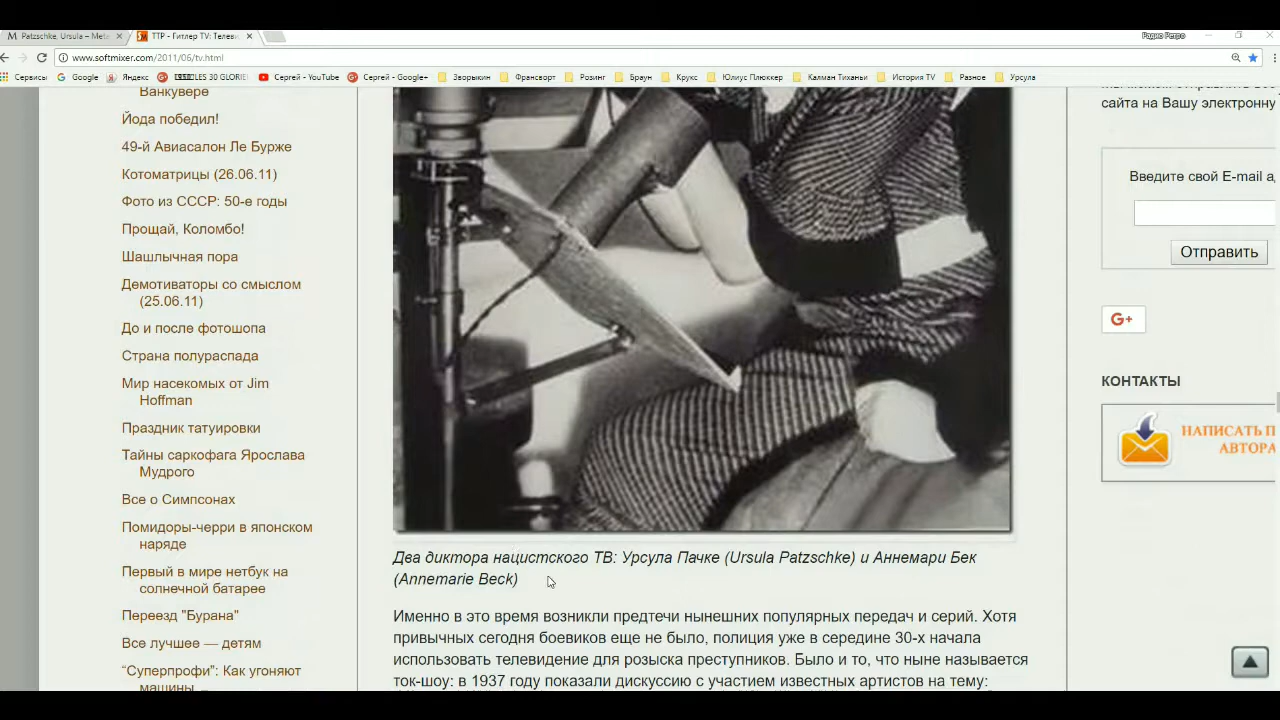 Patzschke, Ursula – Meta
ТТР - Гитлер TV: Телеви
Радио Ретро
www.softmixer.com/2011/06/tv.html
Сервисы
Google
Яндекс
Сергей - YouTube
Сергей - Google+
Зворыкин
Франсворт
Розинг
Браун
Крукс
Юлиус Плюккер
Калман Тиханьи
История TV
Разное
Урсула
Ванкувере
Йода победил!
49-й Авиасалон Ле Бурже
Котоматрицы (26.06.11)
Фото из СССР: 50-е годы
Прощай, Коломбо!
Шашлычная пора
Демотиваторы со смыслом
(25.06.11)
До и после фотошопа
Страна полураспада
Мир насекомых от Jim
Hoffman
Праздник татуировки
Тайны саркофага Ярослава
Мудрого
Все о Симпсонах
Помидоры-черри в японском
наряде
Первый в мире нетбук на
солнечной батарее
Переезд "Бурана"
Все лучшее — детям
“Суперпрофи": Как угоняют
машины
Два диктора нацистского ТВ: Урсула Пачке (Ursula Patzschke) и Аннемари Бек
(Annemarie Beck)
Именно в это время возникли предтечи нынешних популярных передач и серий. Хотя
привычных сегодня боевиков еще не было, полиция уже в середине 30-х начала
использовать телевидение для розыска преступников. Было и то, что ныне называется
ток-шоу: в 1937 году показали дискуссию с участием известных артистов на тему:
сайта на Вашу электронну
Введите свой E-mail а
Отправить
G+
КОНТАКТЫ
НАПИСАТЬ П
АВТОРА